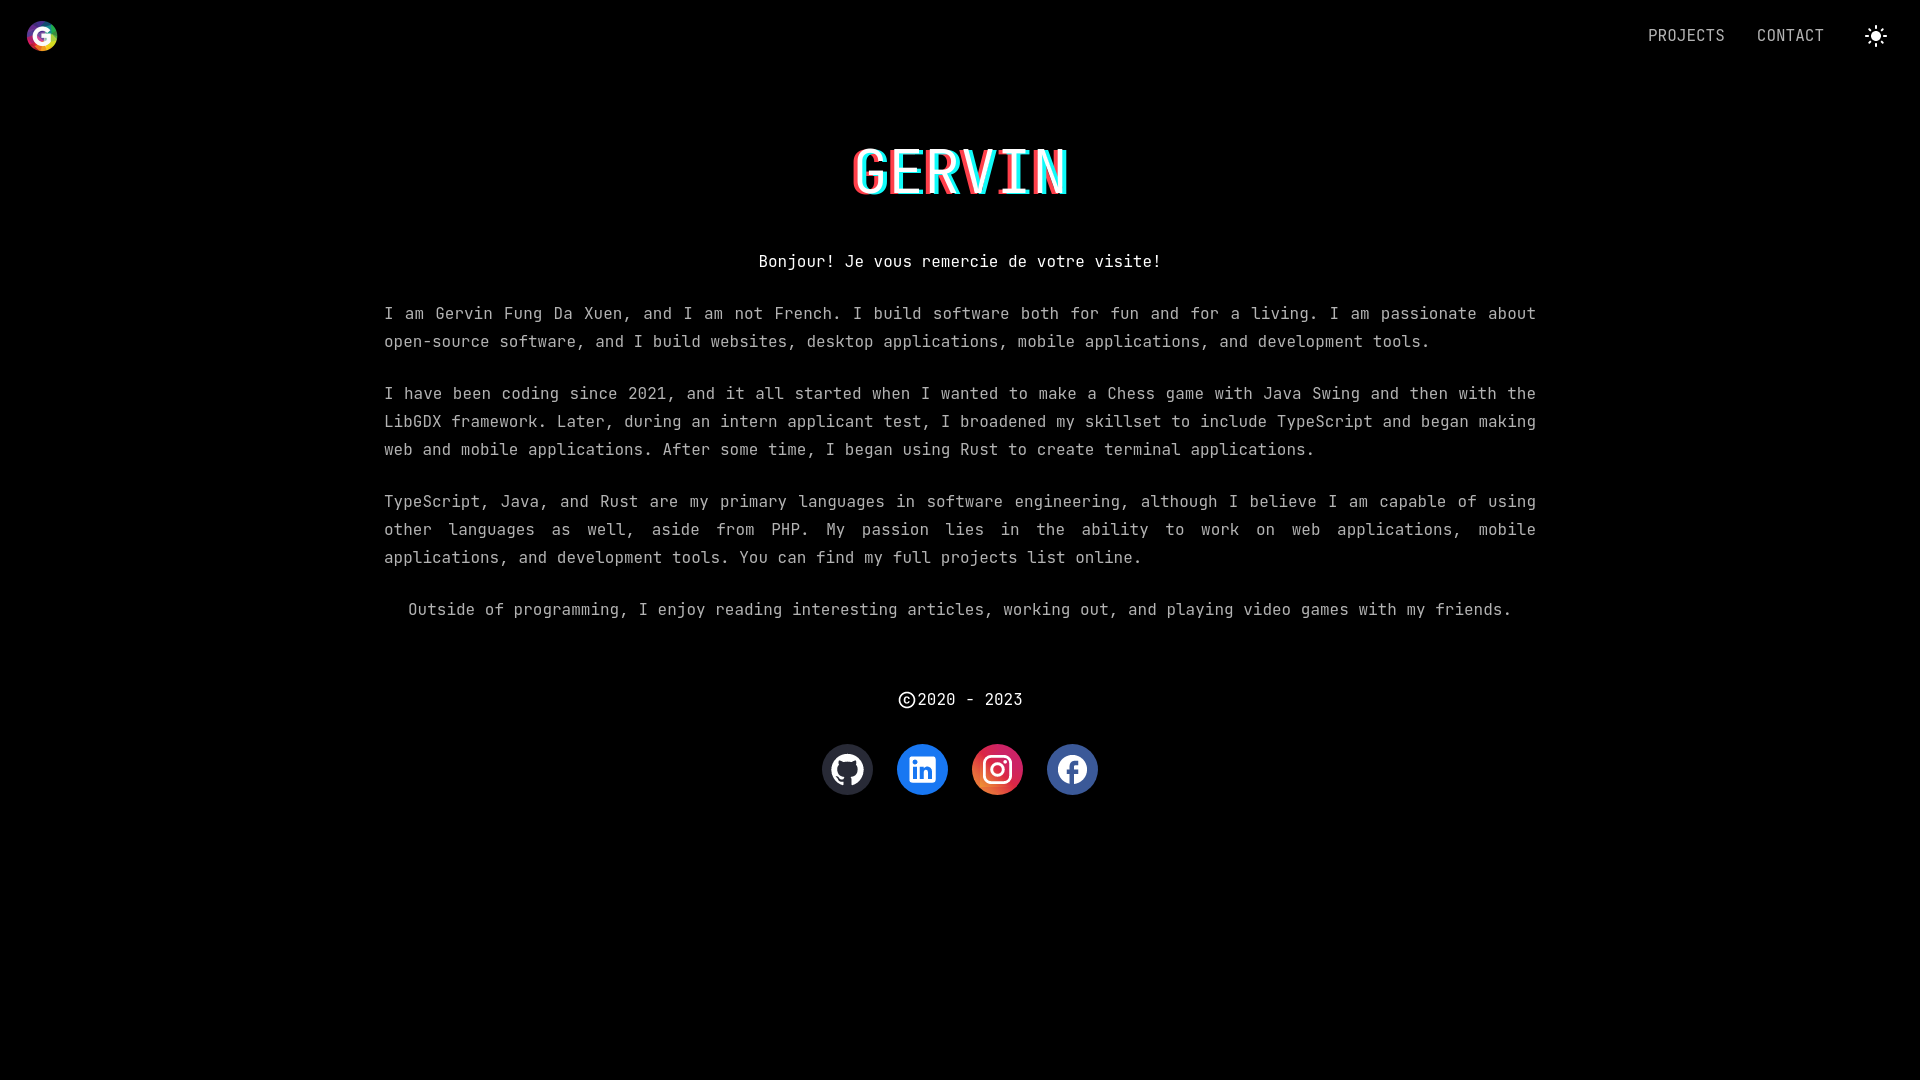 G
PROJECTS
CONTACT
GERVIN
Bonjour! Je vous remercie de votre visite!
I am Gervin Fung Da Xuen, and I am not French. I build software both for fun and for a living. I am passionate about
open-source software, and I build websites, desktop applications, mobile applications, and development tools.
I have been coding since 2021, and it all started when I wanted to make a Chess game with Java Swing and then with the
LibGDX framework. Later, during an intern applicant test, I broadened my skillset to include TypeScript and began making
web and mobile applications. After some time, I began using Rust to create terminal applications.
TypeScript, Java, and Rust are my primary languages in software engineering, although I believe I am capable of using
other languages as well, aside from PHP. My passion lies in the ability to work on web applications, mobile
applications, and development tools. You can find my full projects list online.
Outside of programming, I enjoy reading interesting articles, working out, and playing video games with my friends.
©2020 - 2023